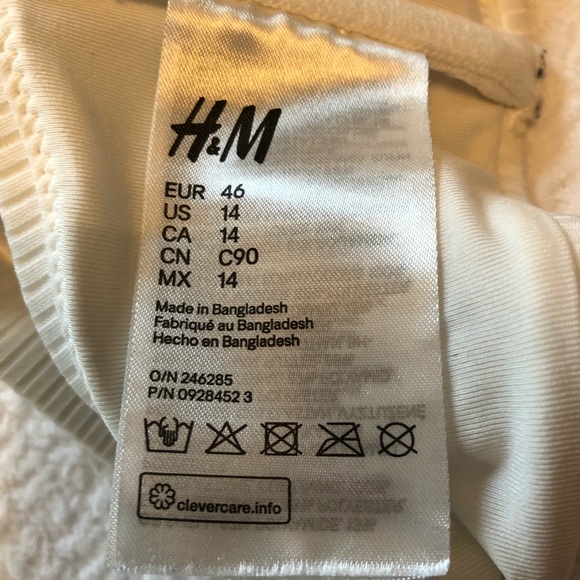 H&M
EUR 46
US 14
CA 14
CN C90
MX 14
Made in Bangladesh
Fabriqué au Bangladesh
Hecho en Bangladesh
O/N 246285
P/N 0928452 3
clevercare.info